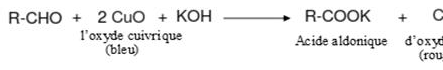 R-CHO + 2 CuO + KOH ⟶ R-COOK +
l'oxyde cuivrique
(bleu)
Acide aldonique